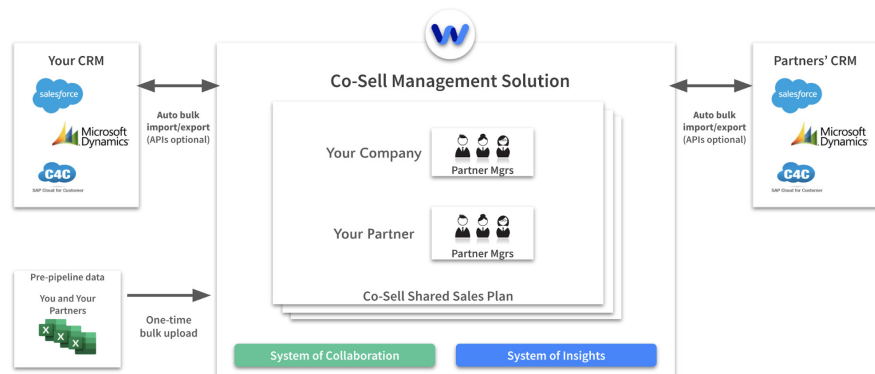 Your CRM
salesforce
Microsoft
Dynamics
C4C
SAP Cloud for Customer
Auto bulk
import/export
(APIs optional)
Pre-pipeline data
You and Your
Partners
X
X
X
One-time
bulk upload
W
Co-Sell Management Solution
Your Company
Partner Mgrs
Your Partner
Partner Mgrs
Co-Sell Shared Sales Plan
System of Collaboration
System of Insights
Auto bulk
import/export
(APIs optional)
Partners’ CRM
salesforce
Microsoft
Dynamics
C4C
SAP Cloud for Customer